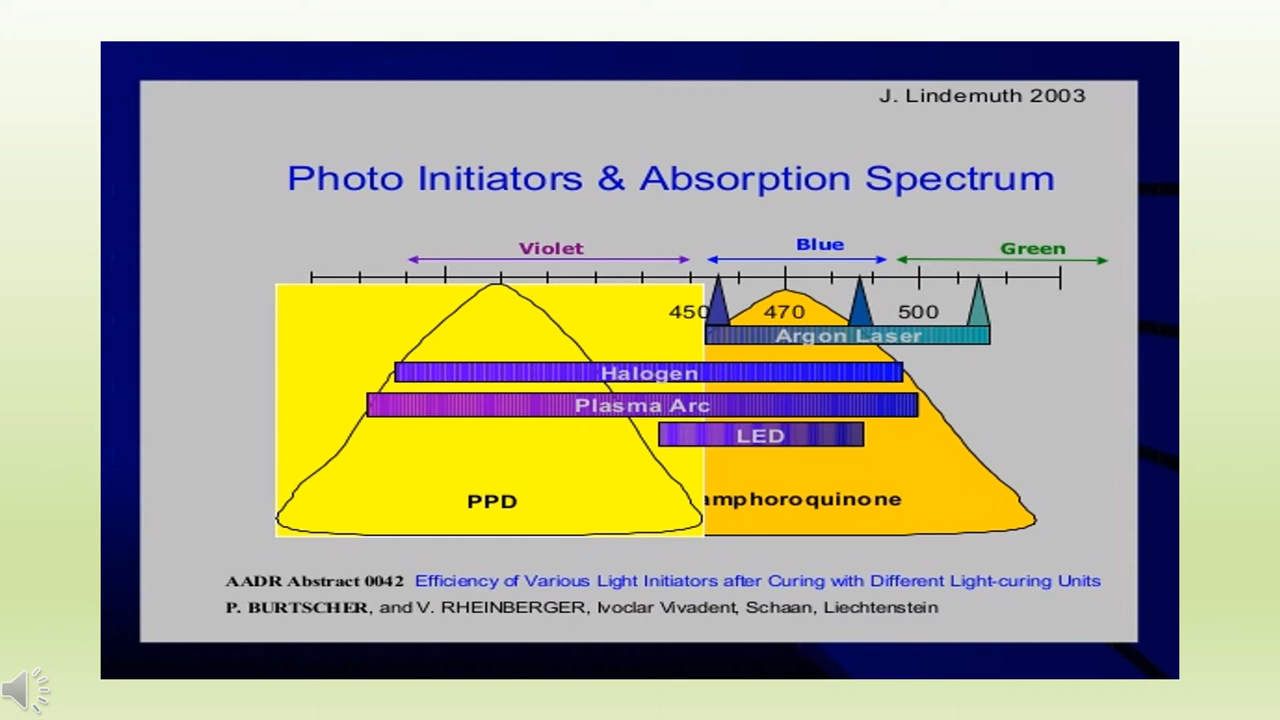 J. Lindemuth 2003
Photo Initiators & Absorption Spectrum
Violet Blue Green
450 470 500
Argon Laser
Halogen
Plasma Arc
LED
PPD amphoroquinone
AADR Abstract 0042 Efficiency of Various Light Initiators after Curing with Different Light-curing Units
P. BURTSCHER, and V. RHEINBERGER, Ivoclar Vivadent, Schaan, Liechtenstein